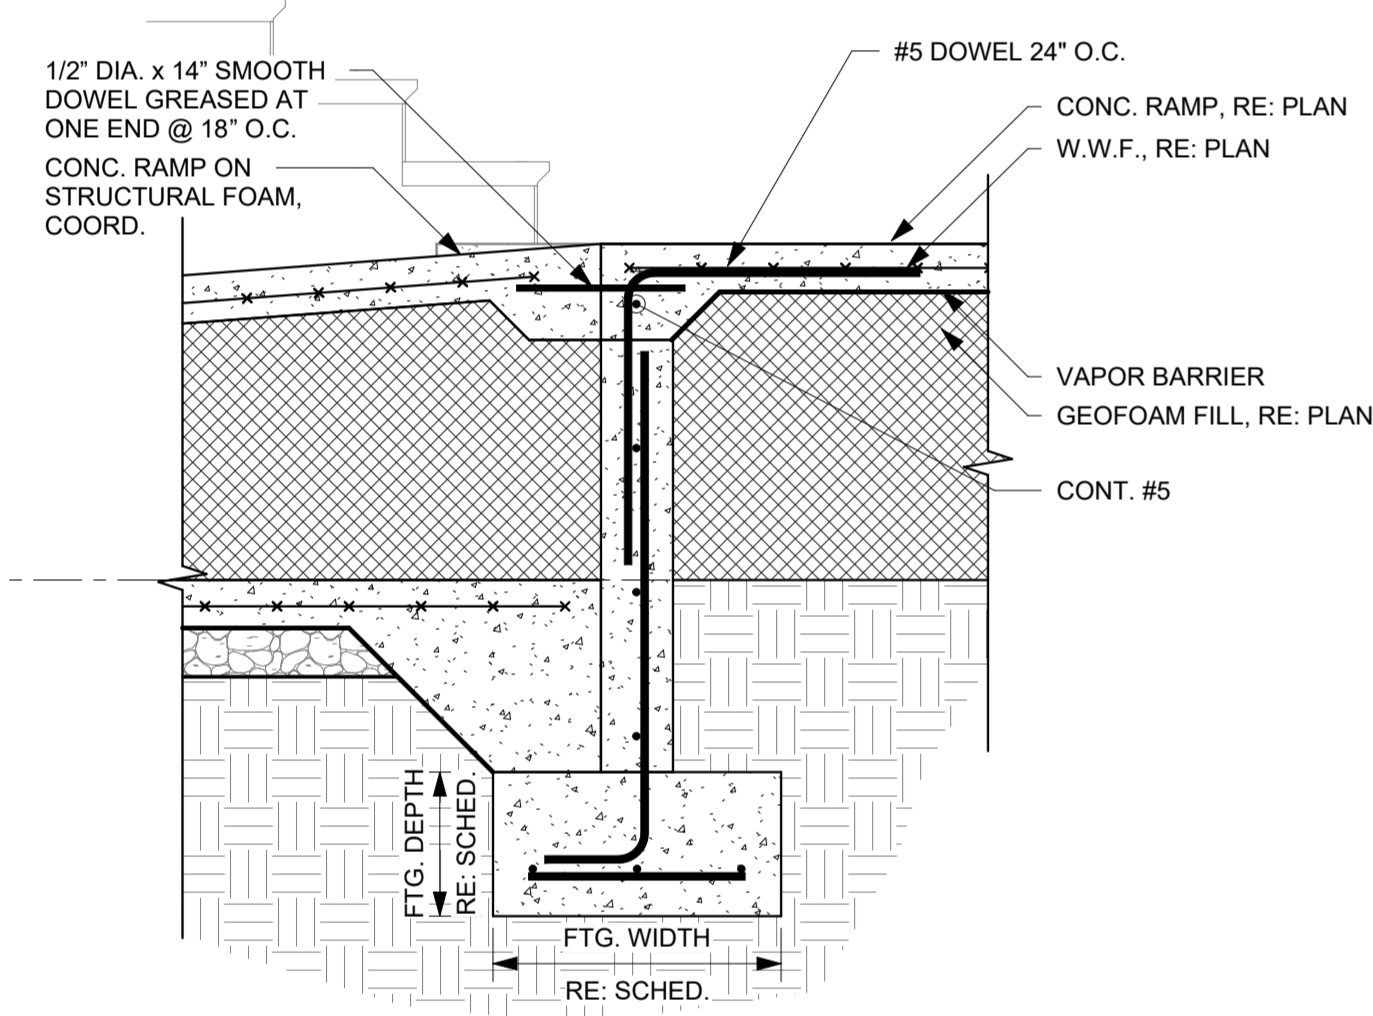 1/2” DIA. x 14” SMOOTH
DOWEL GREASED AT
ONE END @ 18” O.C.
CONC. RAMP ON
STRUCTURAL FOAM,
COORD.
#5 DOWEL 24" O.C.
CONC. RAMP, RE: PLAN
W.W.F., RE: PLAN
VAPOR BARRIER
GEOFOAM FILL, RE: PLAN
CONT. #5
FTG. DEPTH
RE: SCHED.
FTG. WIDTH
RE: SCHED.